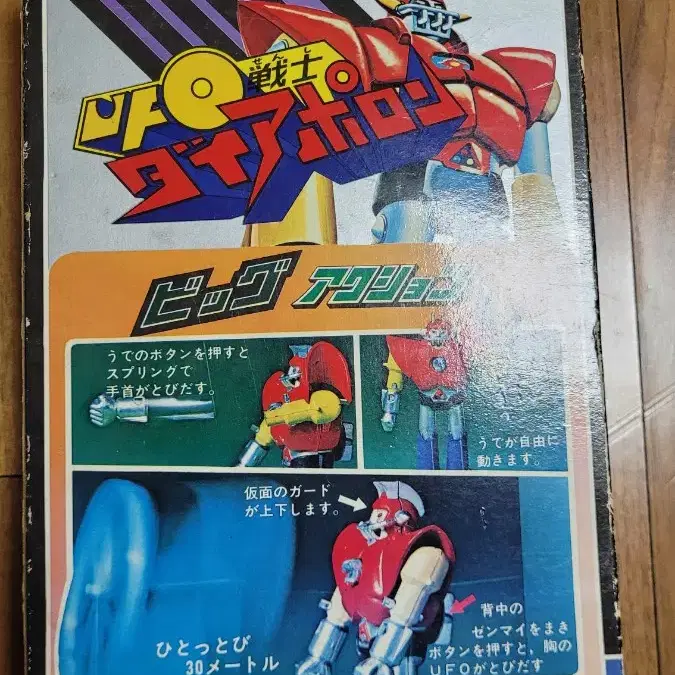 UFO戦士
せんし
ダイアポロン
ビッグ アクション
うでのボタンを押すと
スプリングで
手首がとびだす。
うでが自由に
動きます。
仮面のガード
が上下します。
ひとっとび
30メートル
背中の
ゼンマイをまき
ボタンを押すと、胸の
UFOがとびだす